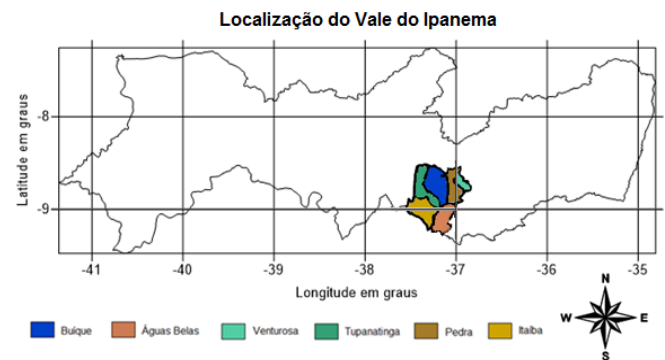 Localização do Vale do Ipanema
Latitude em graus
-8
-9
-41 -40 -39 -38 -37 -36 -35
Longitude em graus
N
W E
S
Buíque Águas Belas Venturosa Tupanatinga Pedra Itaíba